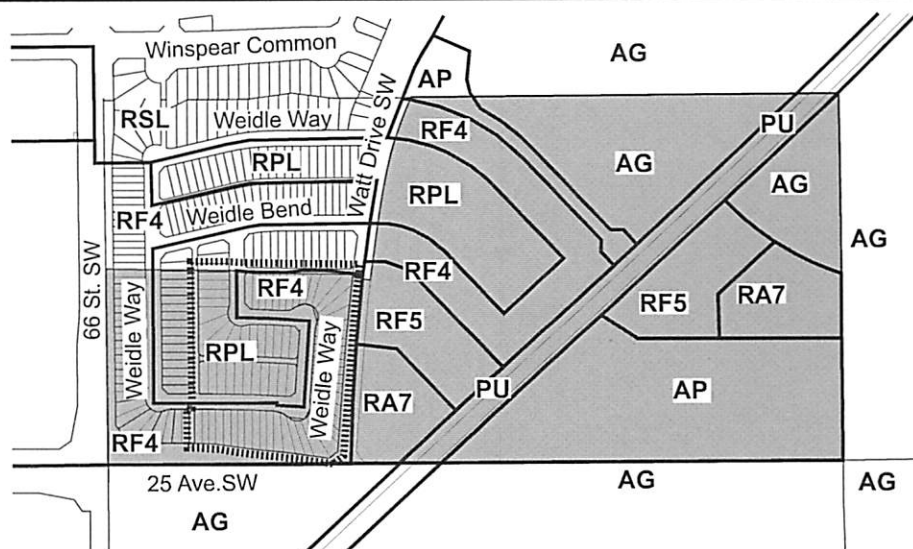 Winspear Common
AG
AP
Watt Drive SW
RSL
Weidle Way
RF4
PU
RPL
AG
RPL
AG
RF4
Weidle Bend
AG
66 St. SW
RF4
RF4
Weidle Way
RF5
RF5
RA7
RPL
Weidle Way
RA7
PU
AP
RF4
25 Ave.SW
AG
AG
AG